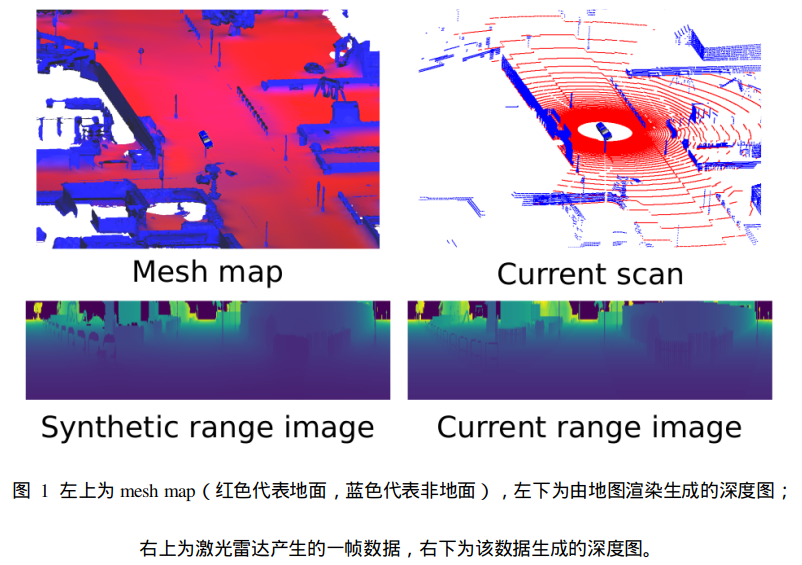 Mesh map
Current scan
Synthetic range image
Current range image
图 1 左上为 mesh map（红色代表地面，蓝色代表非地面），左下为由地图渲染生成的深度图；
右上为激光雷达产生的一帧数据，右下为该数据生成的深度图。